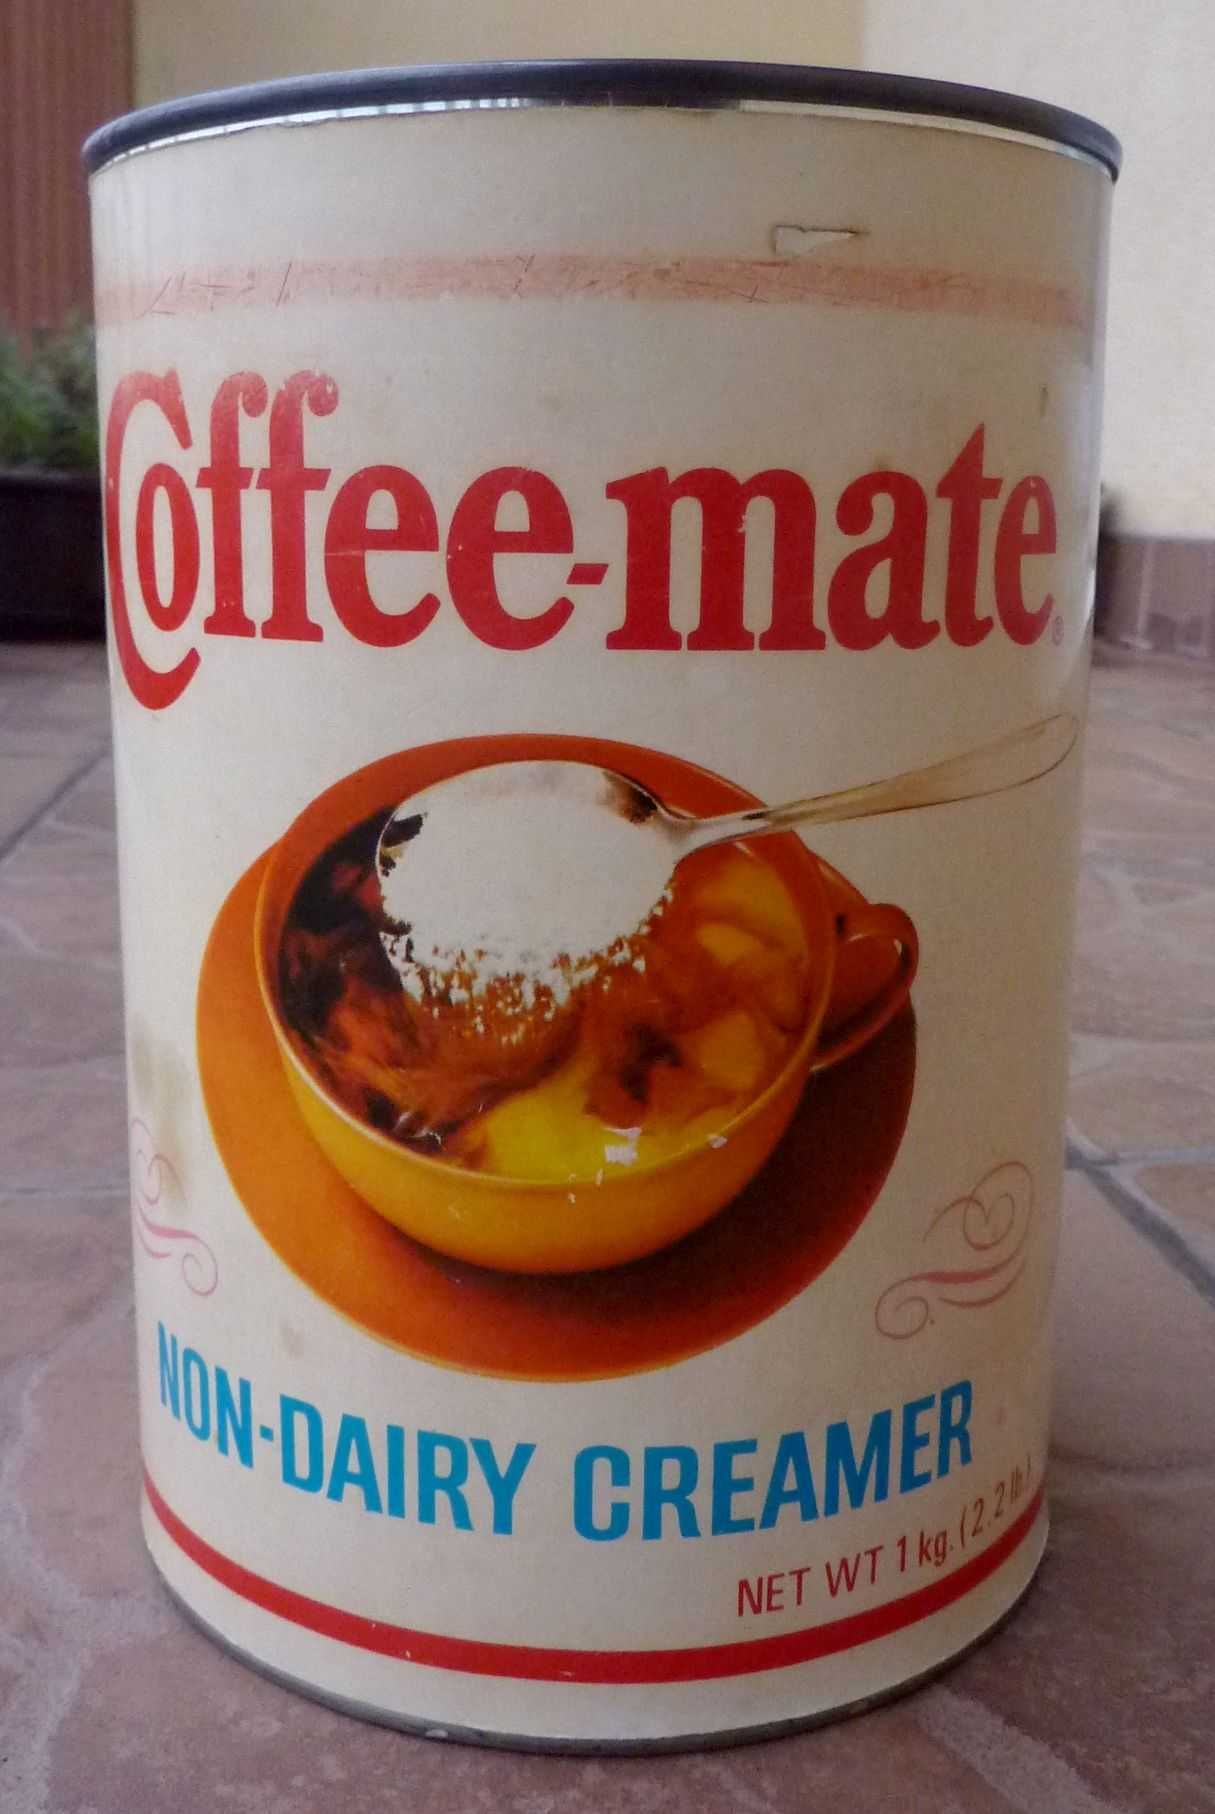 Coffee-mate®
NON-DAIRY CREAMER
NET WT 1 kg. (2.2 lb.)